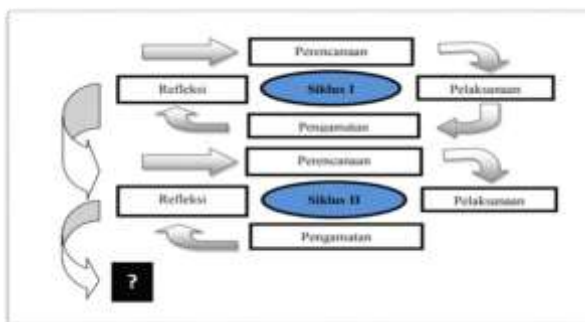 Perencanaan
Refleksi
Siklus I
Pelaksanaan
Pengamatan
Perencanaan
Refleksi
Siklus II
Pelaksanaan
Pengamatan
?